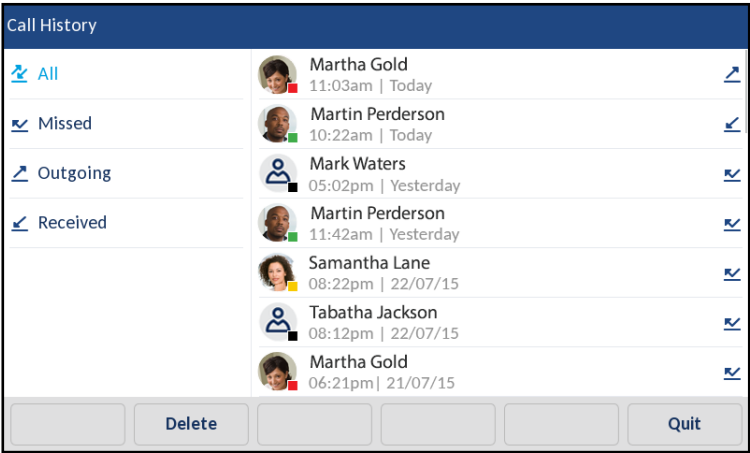 Call History
All
Missed
Outgoing
Received
Martha Gold
11:03am | Today
Martin Perderson
10:22am | Today
Mark Waters
05:02pm | Yesterday
Martin Perderson
11:42am | Yesterday
Samantha Lane
08:22pm | 22/07/15
Tabatha Jackson
08:12pm | 22/07/15
Martha Gold
06:21pm| 21/07/15
Delete
Quit